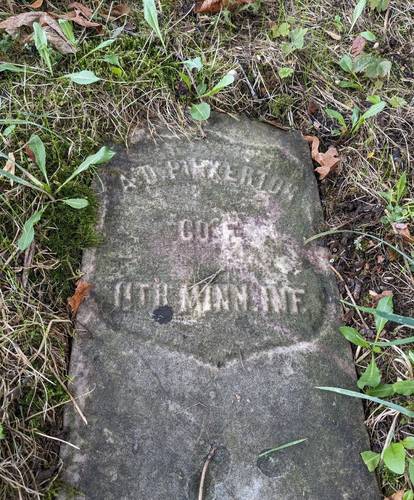 A.D. PINKERTON
CO. F.
11TH MINN. INF.